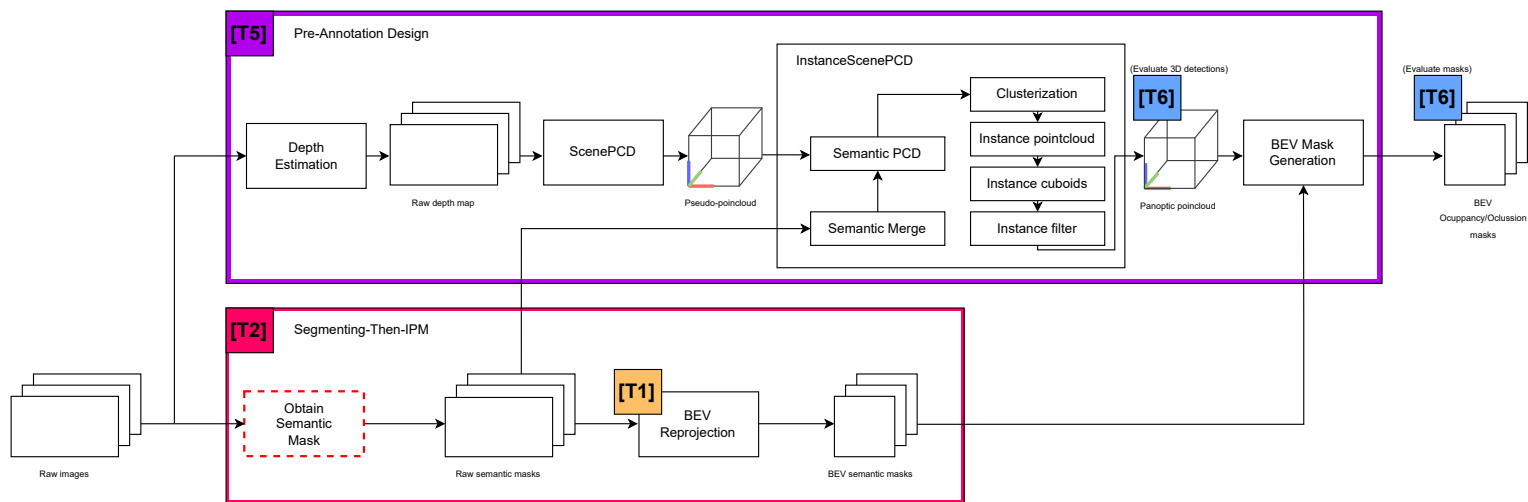 [T5]
Pre-Annotation Design
InstanceScenePCD
(Evaluate 3D detections)
[T6]
(Evaluate masks)
[T6]
Depth
Estimation
Raw depth map
ScenePCD
Pseudo-poincloud
Semantic PCD
Semantic Merge
Clusterization
Instance pointcloud
Instance cuboids
Instance filter
Panoptic poincloud
BEV Mask
Generation
BEV
Ocuppancy/Oclussion
masks
[T2]
Segmenting-Then-IPM
Raw images
Obtain
Semantic
Mask
Raw semantic masks
[T1]
BEV
Reprojection
BEV semantic masks